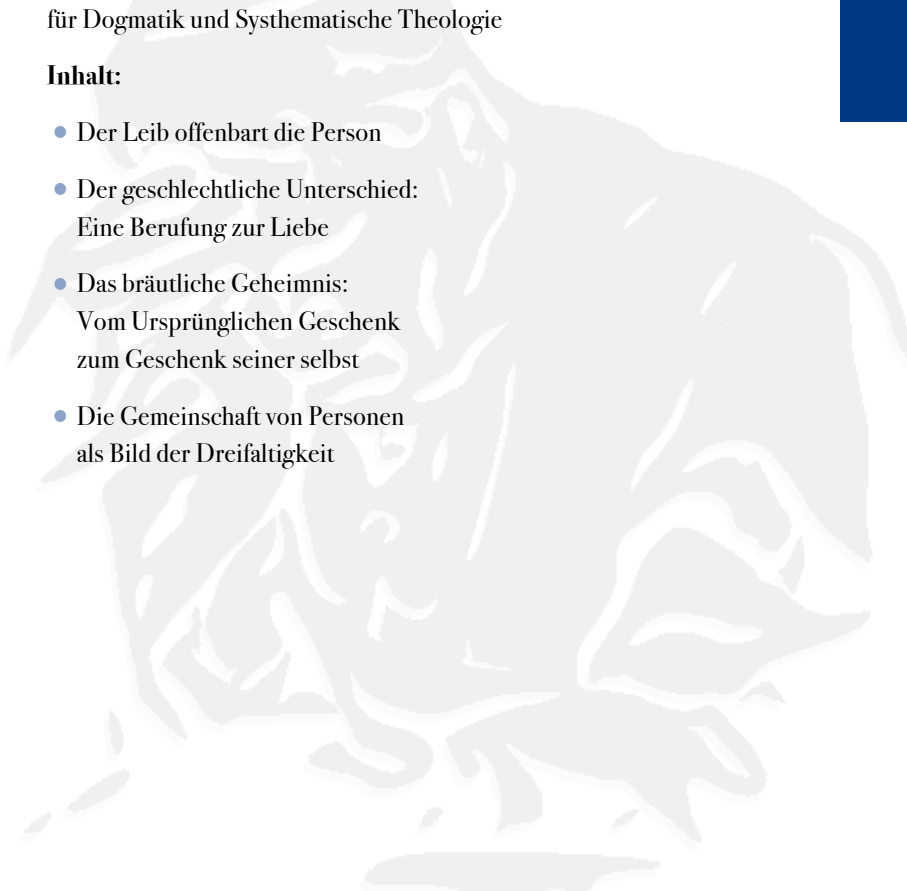 für Dogmatik und Systhematische Theologie
Inhalt:
• Der Leib offenbart die Person
• Der geschlechtliche Unterschied:
Eine Berufung zur Liebe
• Das bräutliche Geheimnis:
Vom Ursprünglichen Geschenk
zum Geschenk seiner selbst
• Die Gemeinschaft von Personen
als Bild der Dreifaltigkeit